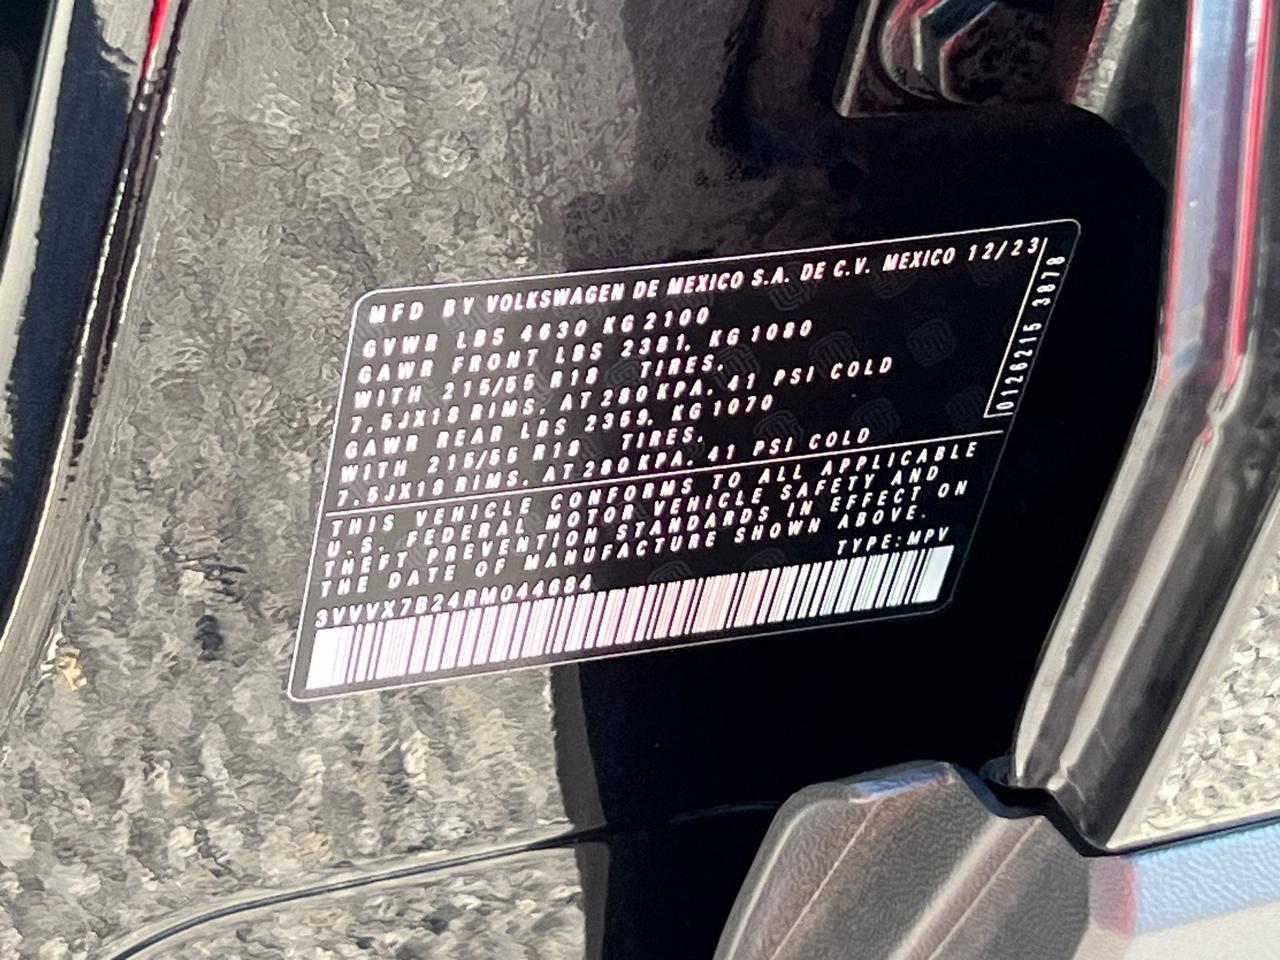 MFD BY VOLKSWAGEN DE MEXICO S.A. DE C.V. MEXICO 12/23
GVWR LBS 4630 KG 2100
GAWR FRONT LBS 2381, KG 1080
WITH 215/55 R18 TIRES,
7.5JX18 RIMS, AT 280 KPA, 41 PSI COLD
GAWR REAR LBS 2359, KG 1070
WITH 215/55 R18 TIRES,
7.5JX18 RIMS, AT 280 KPA, 41 PSI COLD
THIS VEHICLE CONFORMS TO ALL APPLICABLE
U.S. FEDERAL MOTOR VEHICLE SAFETY AND
THEFT PREVENTION STANDARDS IN EFFECT ON
THE DATE OF MANUFACTURE SHOWN ABOVE.
TYPE: MPV
3VVVX7B24RM044684
0126215 3878